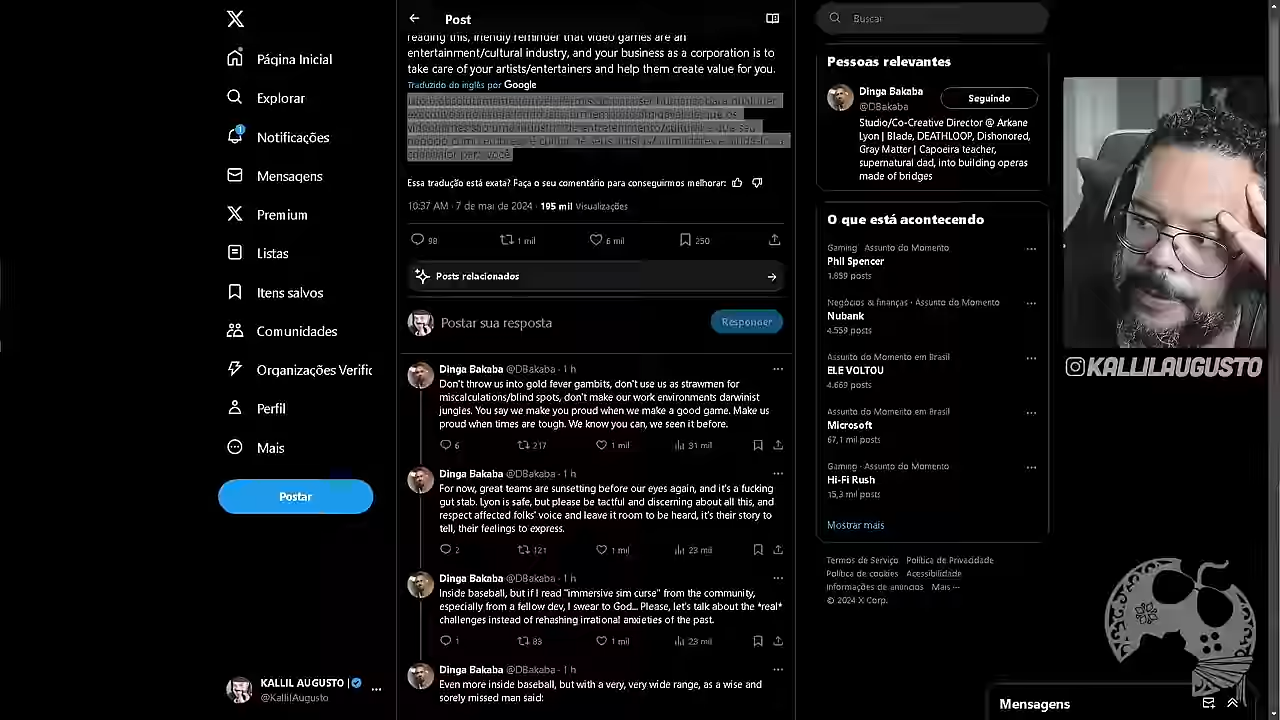 Post
Buscar
Página Inicial
Explorar
Notificações
1
Mensagens
Premium
Listas
Itens salvos
Comunidades
Organizações Verific
Perfil
Mais
Postar
KALLIL AUGUSTO |
@KallilAugusto
reading this, friendly reminder that video games are an
entertainment/cultural industry, and your business as a corporation is to
take care of your artists/entertainers and help them create value for you.
Traduzido do inglês por Google
Essa tradução está exata? Faça o seu comentário para conseguirmos melhorar:
10:37 AM · 7 de mai de 2024 · 195 mil Visualizações
98 1 mil 6 mil 250
Posts relacionados
Postar sua resposta
Responder
Dinga Bakaba @DBakaba · 1 h
Don't throw us into gold fever gambits, don't use us as strawmen for
miscalculations/blind spots, don't make our work environments darwinist
jungles. You say we make you proud when we make a good game. Make us
proud when times are tough. We know you can, we seen it before.
6 217 1 mil 31 mil
Dinga Bakaba @DBakaba · 1 h
For now, great teams are sunsetting before our eyes again, and it's a fucking
gut stab. Lyon is safe, but please be tactful and discerning about all this, and
respect affected folks' voice and leave it room to be heard, it's their story to
tell, their feelings to express.
2 121 1 mil 23 mil
Dinga Bakaba @DBakaba · 1 h
Inside baseball, but if I read "immersive sim curse" from the community,
especially from a fellow dev, I swear to God... Please, let's talk about the *real*
challenges instead of rehashing irrational anxieties of the past.
1 83 1 mil 23 mil
Dinga Bakaba @DBakaba · 1 h
Even more inside baseball, but with a very, very wide range, as a wise and
sorely missed man said:
Pessoas relevantes
Dinga Bakaba
@DBakaba
Seguindo
Studio/Co-Creative Director @ Arkane
Lyon | Blade, DEATHLOOP, Dishonored,
Gray Matter | Capoeira teacher,
supernatural dad, into building operas
made of bridges
O que está acontecendo
Gaming · Assunto do Momento
Phil Spencer
1.859 posts
Negócios & finanças · Assunto do Momento
Nubank
4.559 posts
Assunto do Momento em Brasil
ELE VOLTOU
4.669 posts
Assunto do Momento em Brasil
Microsoft
67,1 mil posts
Gaming · Assunto do Momento
Hi-Fi Rush
15,3 mil posts
Mostrar mais
Termos de Serviço Política de Privacidade
Política de cookies Acessibilidade
Informações de anúncios Mais ···
© 2024 X Corp.
KALLILAUGUSTO
Mensagens